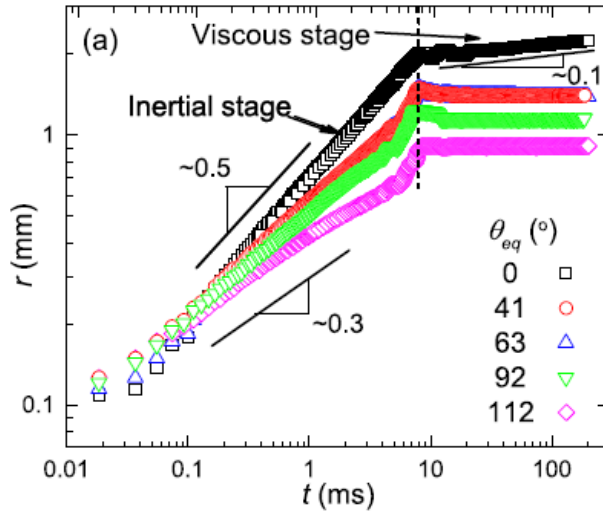 (a)
Viscous stage
~0.1
Inertial stage
~0.5
~0.3
θeq (°)
0
41
63
92
112
1
0.1
r (mm)
0.01 0.1 1 10 100
t (ms)